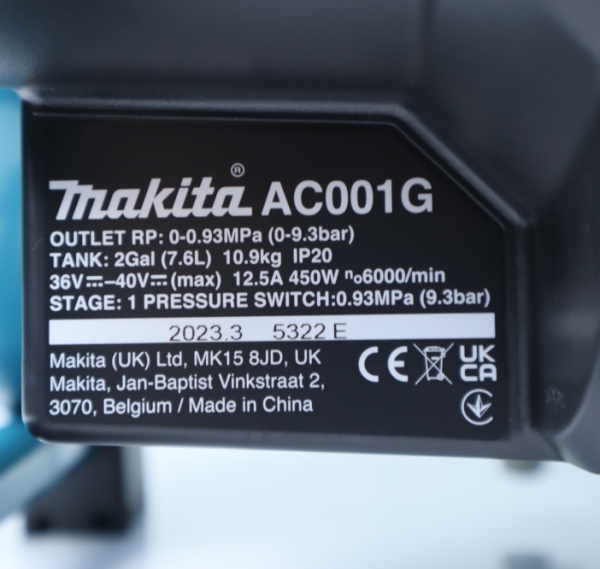 makita® AC001G
OUTLET RP: 0-0.93MPa (0-9.3bar)
TANK: 2Gal (7.6L) 10.9kg IP20
36V⎓–40V⎓(max) 12.5A 450W n₀6000/min
STAGE: 1 PRESSURE SWITCH:0.93MPa (9.3bar)
2023.3 5322 E
Makita (UK) Ltd, MK15 8JD, UK
Makita, Jan-Baptist Vinkstraat 2,
3070, Belgium / Made in China
CE UK CA